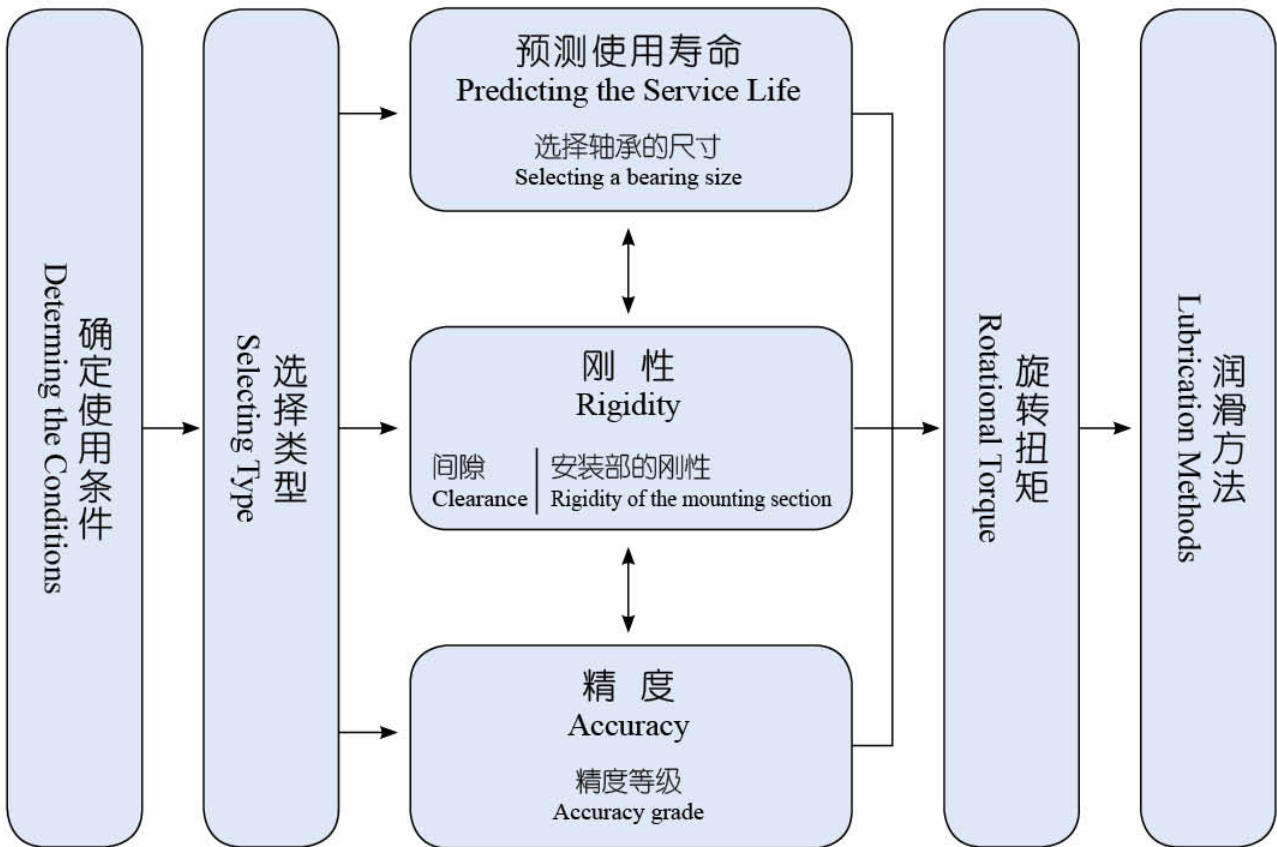 确定使用条件
Determing the Conditions
选择类型
Selecting Type
预测使用寿命
Predicting the Service Life
选择轴承的尺寸
Selecting a bearing size
刚 性
Rigidity
间隙
Clearance
安装部的刚性
Rigidity of the mounting section
精 度
Accuracy
精度等级
Accuracy grade
旋转扭矩
Rotational Torque
润滑方法
Lubrication Methods